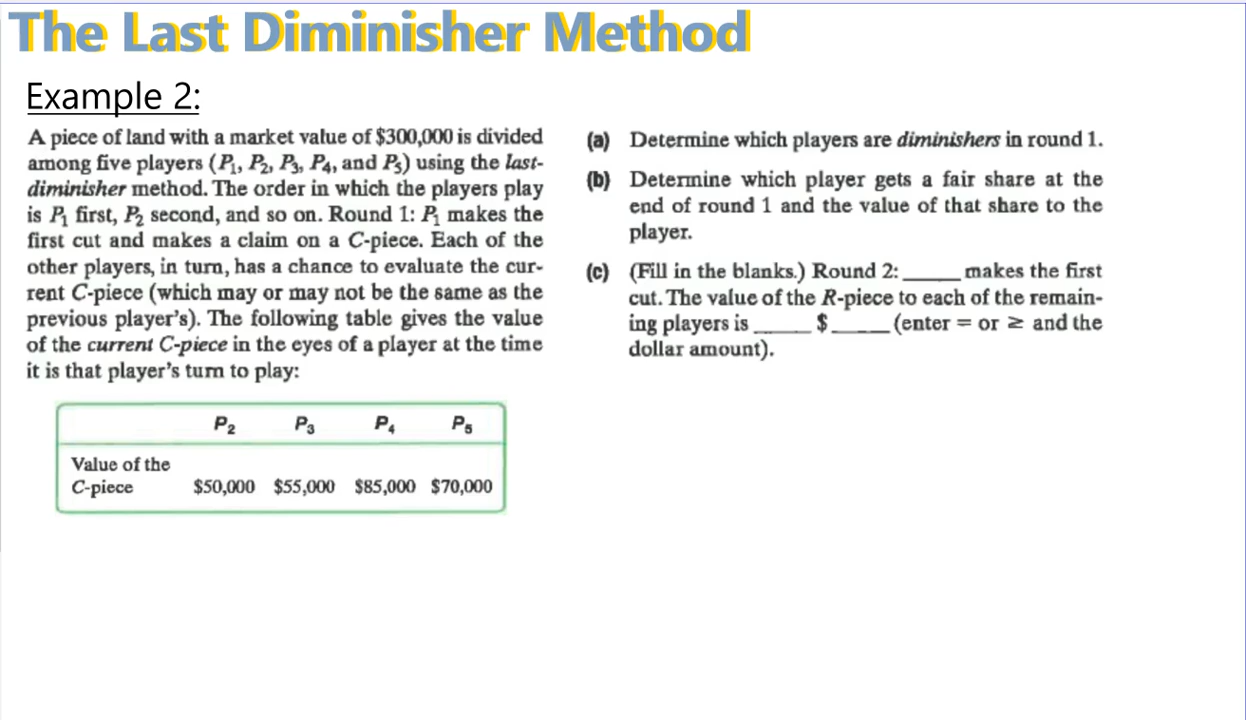 The Last Diminisher Method
Example 2:
A piece of land with a market value of $300,000 is divided
among five players (P₁, P₂, P₃, P₄, and P₅) using the last-
diminisher method. The order in which the players play
is P₁ first, P₂ second, and so on. Round 1: P₁ makes the
first cut and makes a claim on a C-piece. Each of the
other players, in turn, has a chance to evaluate the cur-
rent C-piece (which may or may not be the same as the
previous player's). The following table gives the value
of the current C-piece in the eyes of a player at the time
it is that player's turn to play:
P₂ P₃ P₄ P₅
Value of the
C-piece $50,000 $55,000 $85,000 $70,000
(a) Determine which players are diminishers in round 1.
(b) Determine which player gets a fair share at the
end of round 1 and the value of that share to the
player.
(c) (Fill in the blanks.) Round 2: ______ makes the first
cut. The value of the R-piece to each of the remain-
ing players is ______ $______ (enter = or ≥ and the
dollar amount).